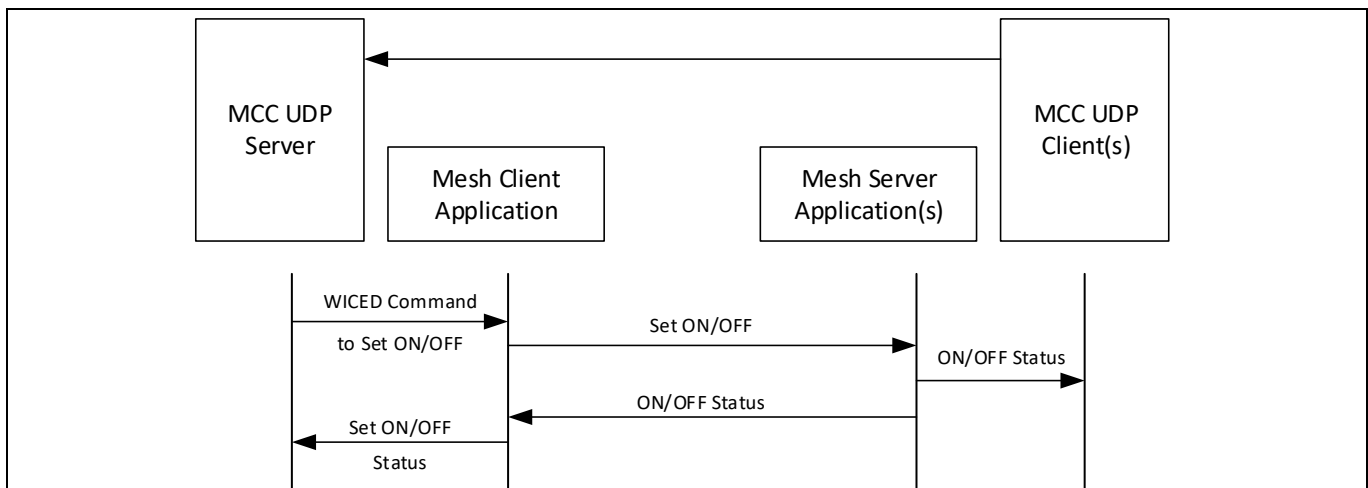 MCC UDP
Server
MCC UDP
Client(s)
Mesh Client
Application
Mesh Server
Application(s)
WICED Command
to Set ON/OFF
Set ON/OFF
ON/OFF Status
ON/OFF Status
Set ON/OFF
Status